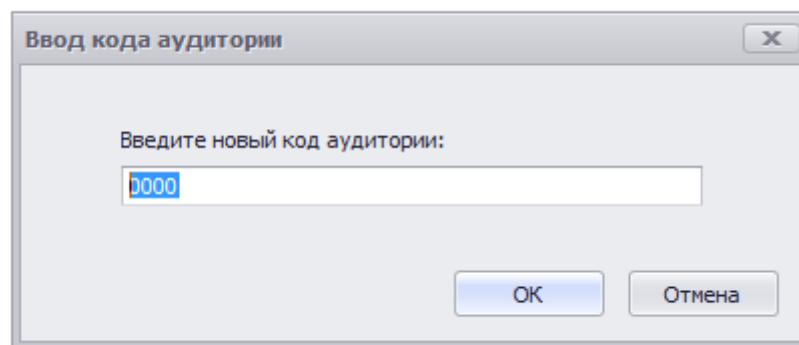 Ввод кода аудитории
Введите новый код аудитории:
0000
OK
Отмена